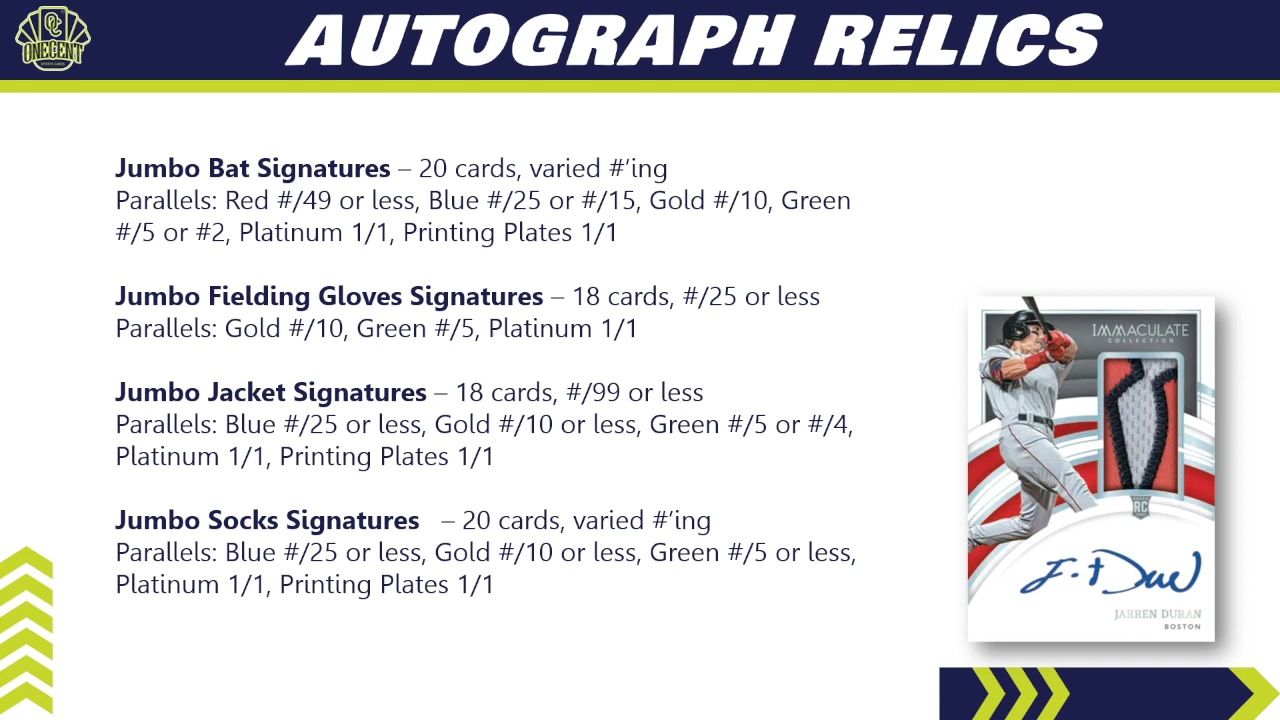 OC
ONECENT
SPORTS CARDS
AUTOGRAPH RELICS
Jumbo Bat Signatures – 20 cards, varied #'ing
Parallels: Red #/49 or less, Blue #/25 or #/15, Gold #/10, Green
#/5 or #2, Platinum 1/1, Printing Plates 1/1
Jumbo Fielding Gloves Signatures – 18 cards, #/25 or less
Parallels: Gold #/10, Green #/5, Platinum 1/1
Jumbo Jacket Signatures – 18 cards, #/99 or less
Parallels: Blue #/25 or less, Gold #/10 or less, Green #/5 or #/4,
Platinum 1/1, Printing Plates 1/1
Jumbo Socks Signatures – 20 cards, varied #'ing
Parallels: Blue #/25 or less, Gold #/10 or less, Green #/5 or less,
Platinum 1/1, Printing Plates 1/1
IMMACULATE
COLLECTION
RC
JARREN DURAN
BOSTON